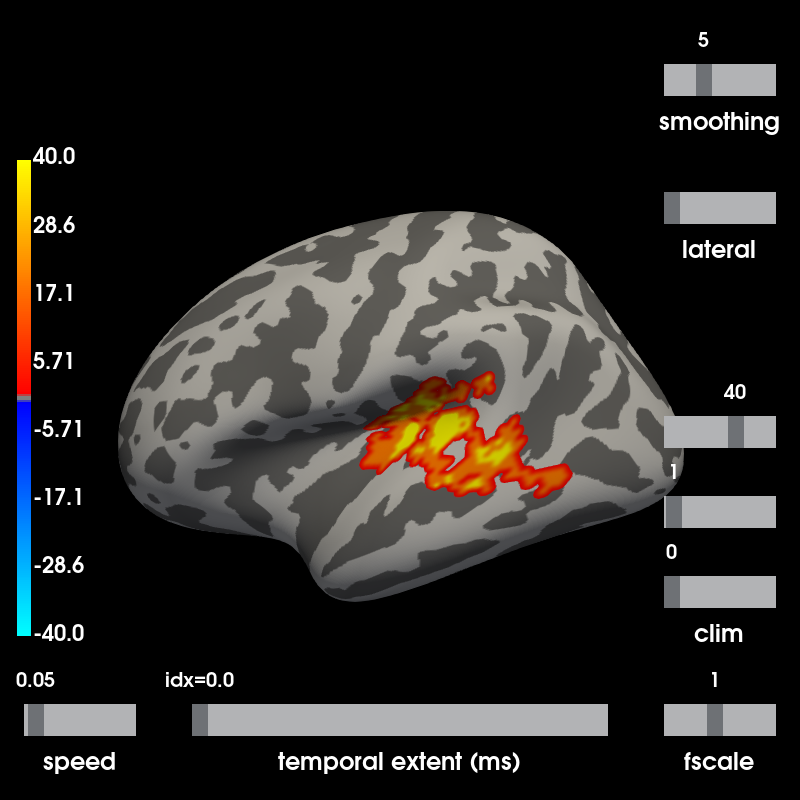 5
smoothing
40.0
28.6
17.1
5.71
-5.71
-17.1
-28.6
-40.0
lateral
40
1
0
clim
0.05
speed
idx=0.0
temporal extent (ms)
1
fscale